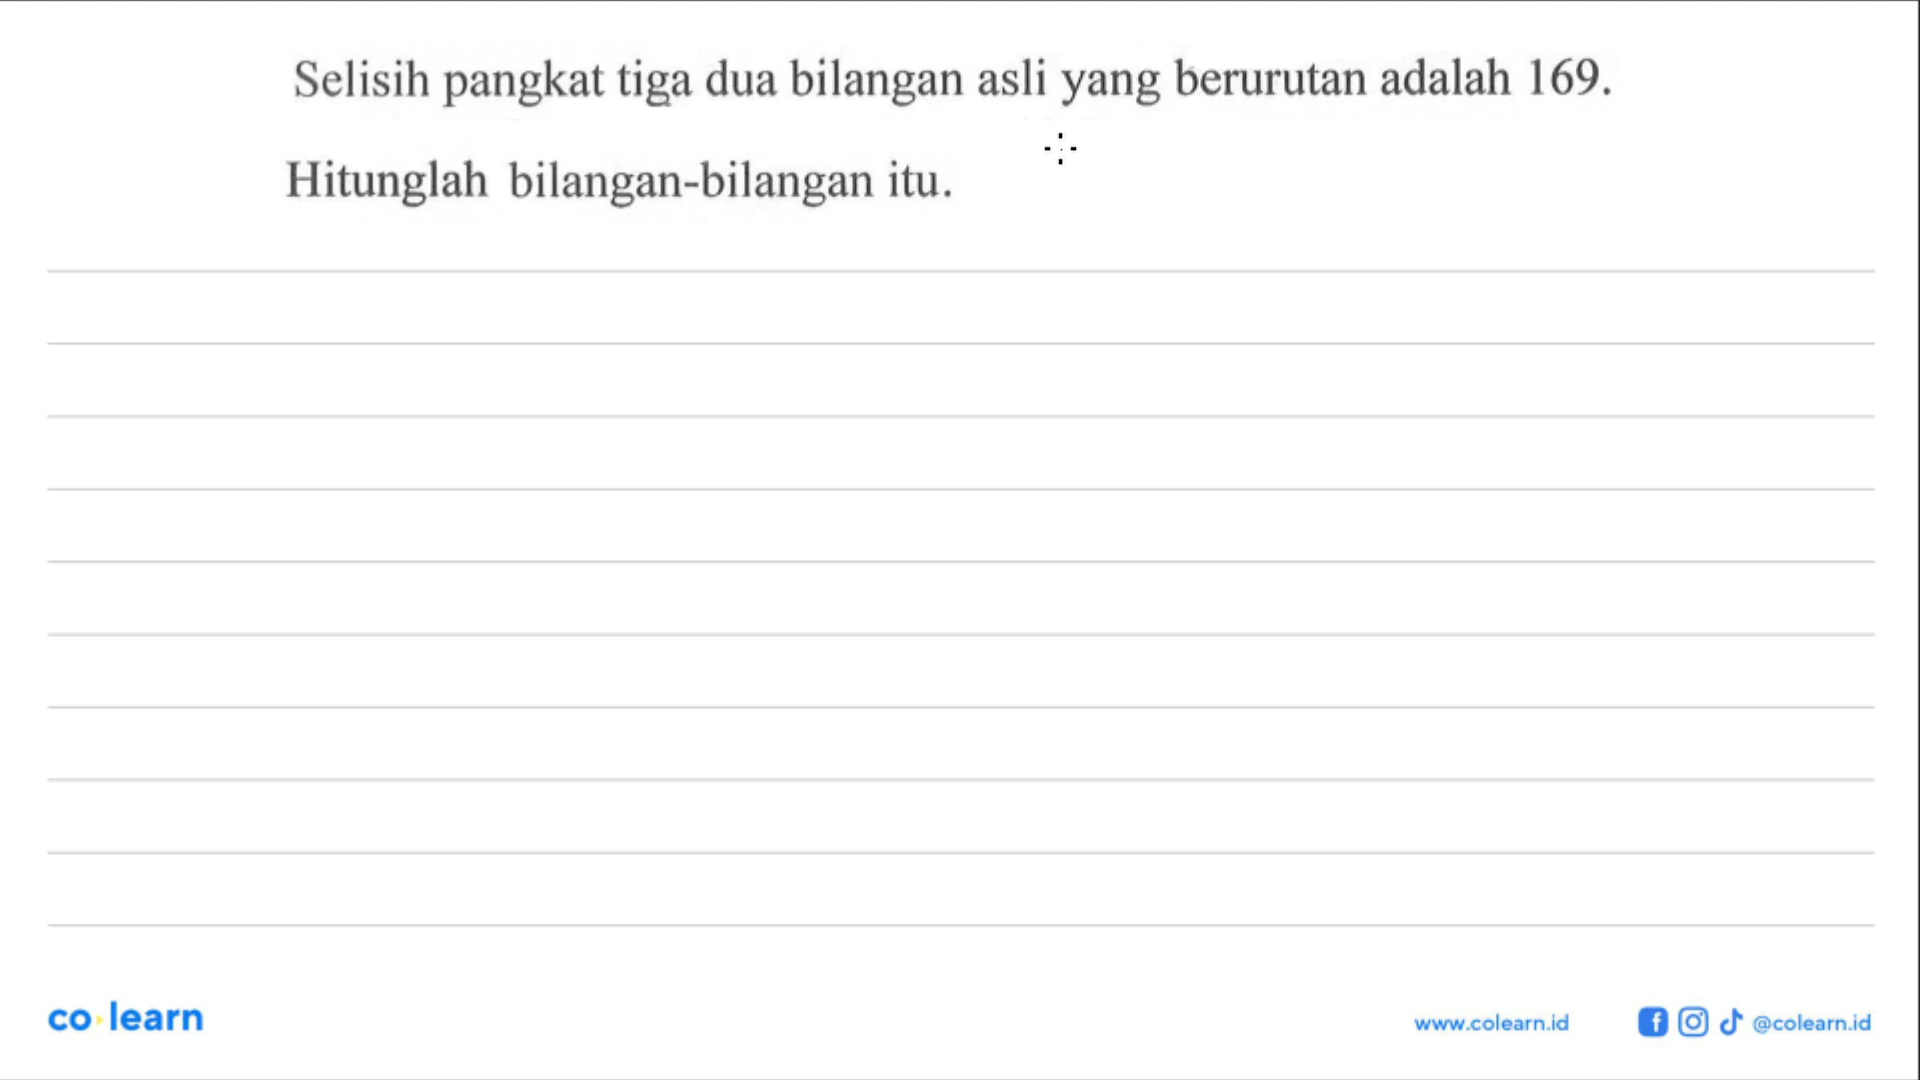 Selisih pangkat tiga dua bilangan asli yang berurutan adalah 169.
Hitunglah bilangan-bilangan itu.
co learn
www.colearn.id @colearn.id